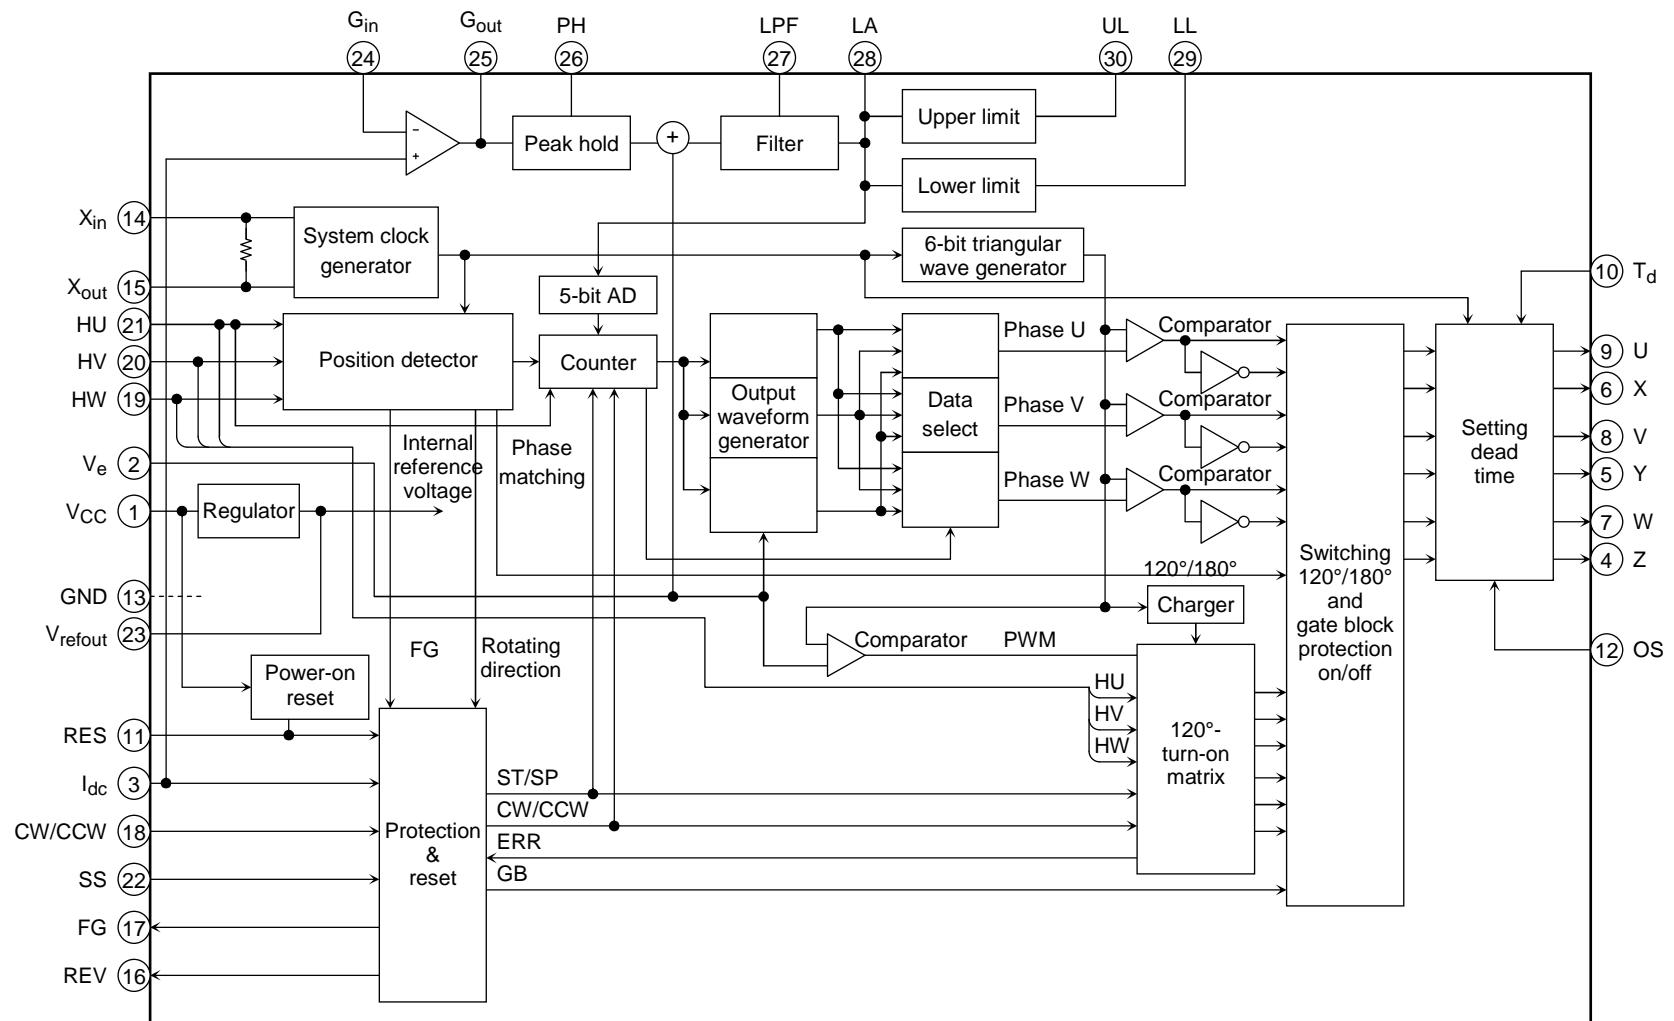 Gin
Gout
PH
LPF
LA
UL
LL
24
25
26
27
28
30
29
Upper limit
−
+
Peak hold
+
Filter
Lower limit
Xin 14
System clock
generator
6-bit triangular
wave generator
10 Td
Xout 15
5-bit AD
HU 21
HV 20
HW 19
Position detector
Counter
Output
waveform
generator
Data
select
Phase U
Phase V
Phase W
Comparator
Comparator
Comparator
Setting
dead
time
9 U
6 X
8 V
5 Y
7 W
4 Z
Internal
reference
voltage
Phase
matching
Ve 2
VCC 1
Regulator
Switching
120°/180°
and
gate block
protection
on/off
GND 13
120°/180°
Charger
Vrefout 23
FG
Rotating
direction
Comparator
PWM
12 OS
Power-on
reset
HU
HV
HW
120°-
turn-on
matrix
RES 11
Idc 3
CW/CCW 18
SS 22
FG 17
REV 16
Protection
&
reset
ST/SP
CW/CCW
ERR
GB